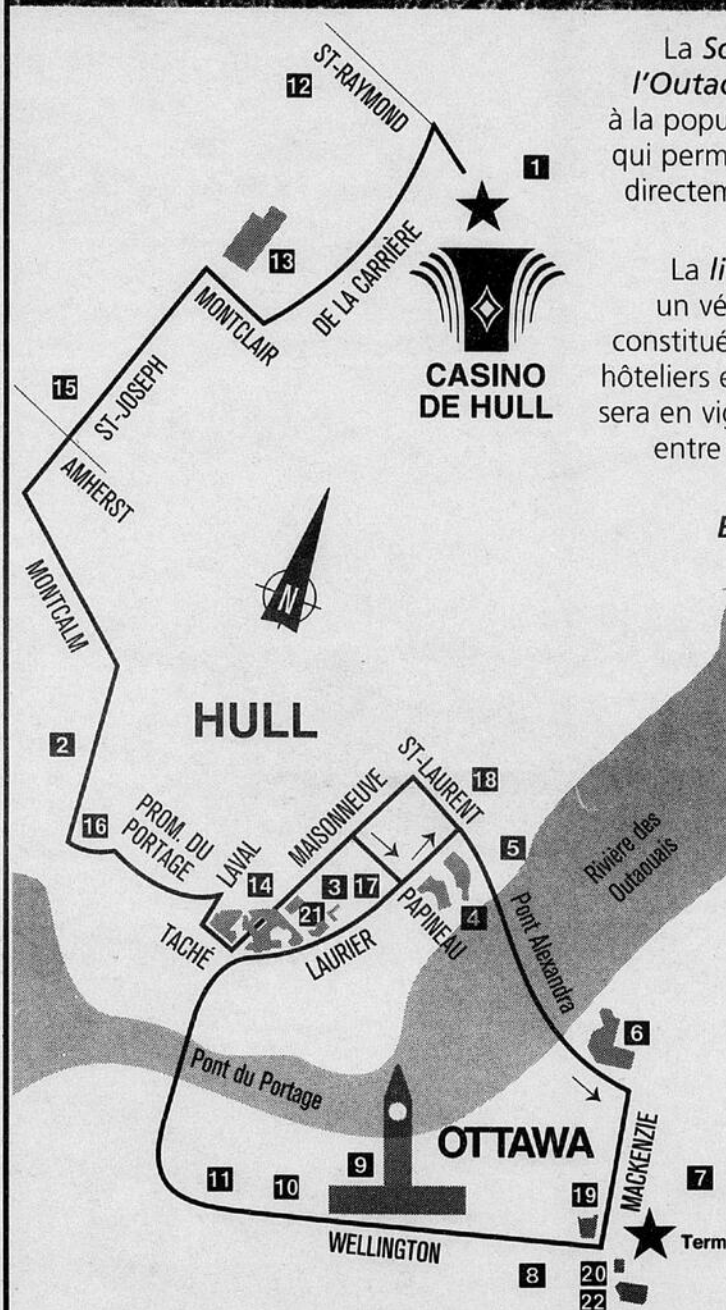 La So
l'Outao
à la popu
qui perm
directem
La li
un vé
constitué
hôteliers e
sera en vig
entre
E
12
ST-RAYMOND
1
13
DE LA CARRIÈRE
MONTCLAIR
CASINO
DE HULL
15
ST-JOSEPH
AMHERST
N
MONTCALM
HULL
2
ST-LAURENT
18
MAISONNEUVE
16
PROM. DU
PORTAGE
LAVAL
14
3
17
5
Rivière des
Outaouais
21
4
PAPINEAU
TACHÉ
LAURIER
Pont Alexandra
6
Pont du Portage
OTTAWA
9
MACKENZIE
7
11
10
19
WELLINGTON
Term
8
20
22